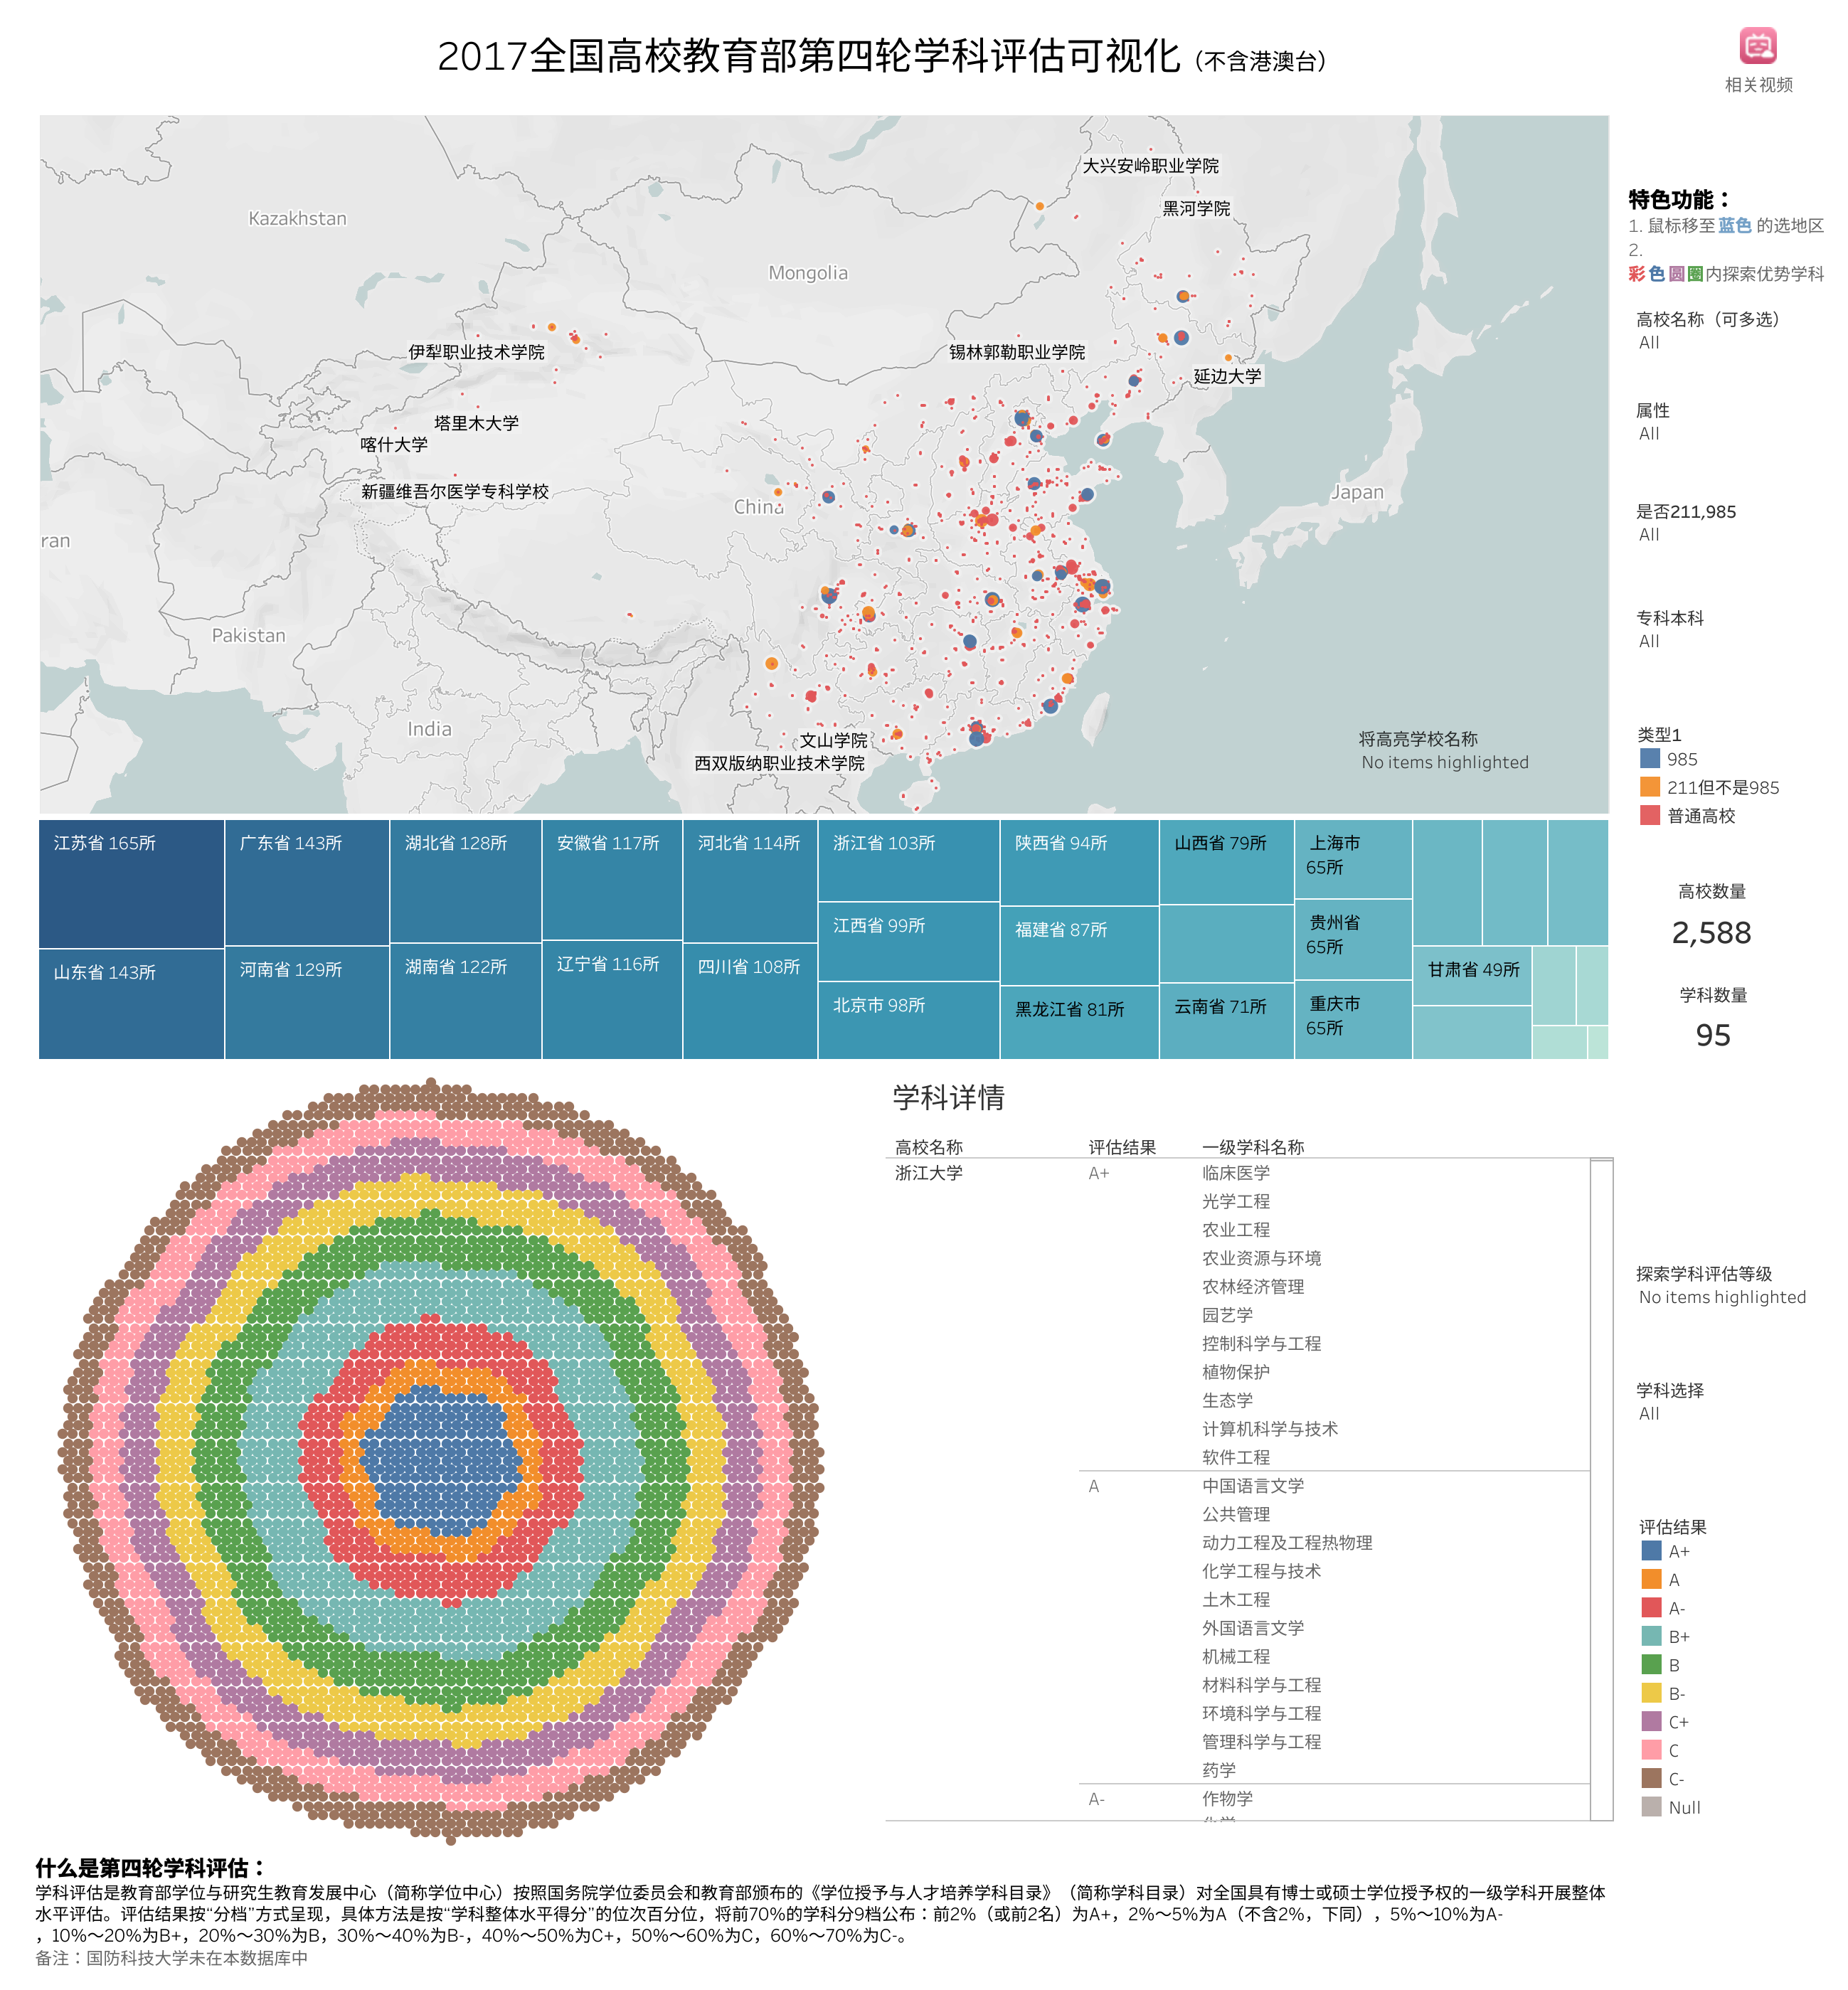 2017全国高校教育部第四轮学科评估可视化（不含港澳台）
相关视频
Kazakhstan
Mongolia
China
Japan
ran
Pakistan
India
大兴安岭职业学院
黑河学院
伊犁职业技术学院
锡林郭勒职业学院
延边大学
塔里木大学
喀什大学
新疆维吾尔医学专科学校
文山学院
西双版纳职业技术学院
将高亮学校名称
No items highlighted
特色功能：
1. 鼠标移至 蓝色 的选地区
2.
彩色圆圈内探索优势学科
高校名称（可多选）
All
属性
All
是否211,985
All
专科本科
All
类型1
985
211但不是985
普通高校
江苏省 165所
广东省 143所
湖北省 128所
安徽省 117所
河北省 114所
浙江省 103所
陕西省 94所
山西省 79所
上海市
65所
江西省 99所
福建省 87所
贵州省
65所
山东省 143所
河南省 129所
湖南省 122所
辽宁省 116所
四川省 108所
甘肃省 49所
北京市 98所
黑龙江省 81所
云南省 71所
重庆市
65所
高校数量
2,588
学科数量
95
学科详情
高校名称 评估结果 一级学科名称
浙江大学 A+ 临床医学
光学工程
农业工程
农业资源与环境
农林经济管理
园艺学
控制科学与工程
植物保护
生态学
计算机科学与技术
软件工程
A 中国语言文学
公共管理
动力工程及工程热物理
化学工程与技术
土木工程
外国语言文学
机械工程
材料科学与工程
环境科学与工程
管理科学与工程
药学
A- 作物学
探索学科评估等级
No items highlighted
学科选择
All
评估结果
A+
A
A-
B+
B
B-
C+
C
C-
Null
什么是第四轮学科评估：
学科评估是教育部学位与研究生教育发展中心（简称学位中心）按照国务院学位委员会和教育部颁布的《学位授予与人才培养学科目录》（简称学科目录）对全国具有博士或硕士学位授予权的一级学科开展整体
水平评估。评估结果按“分档”方式呈现，具体方法是按“学科整体水平得分”的位次百分位，将前70%的学科分9档公布：前2%（或前2名）为A+，2%～5%为A（不含2%，下同），5%～10%为A-
，10%～20%为B+，20%～30%为B，30%～40%为B-，40%～50%为C+，50%～60%为C，60%～70%为C-。
备注：国防科技大学未在本数据库中